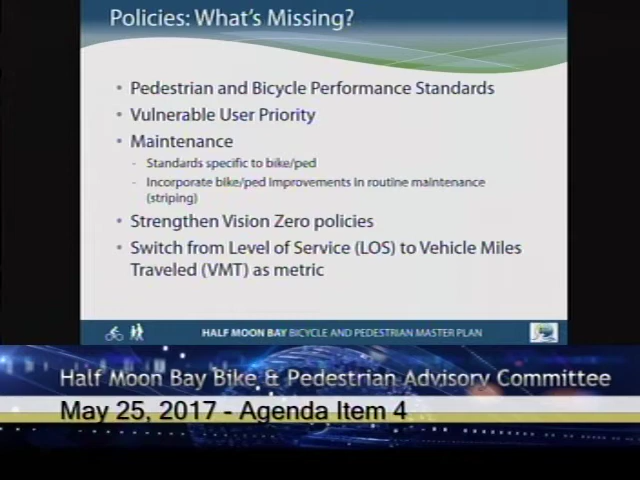 Policies: What's Missing?
• Pedestrian and Bicycle Performance Standards
• Vulnerable User Priority
• Maintenance
- Standards specific to bike/ped
- Incorporate bike/ped improvements in routine maintenance
(striping)
• Strengthen Vision Zero policies
• Switch from Level of Service (LOS) to Vehicle Miles
Traveled (VMT) as metric
HALF MOON BAY BICYCLE AND PEDESTRIAN MASTER PLAN
Half Moon Bay Bike & Pedestrian Advisory Committee
May 25, 2017 - Agenda Item 4